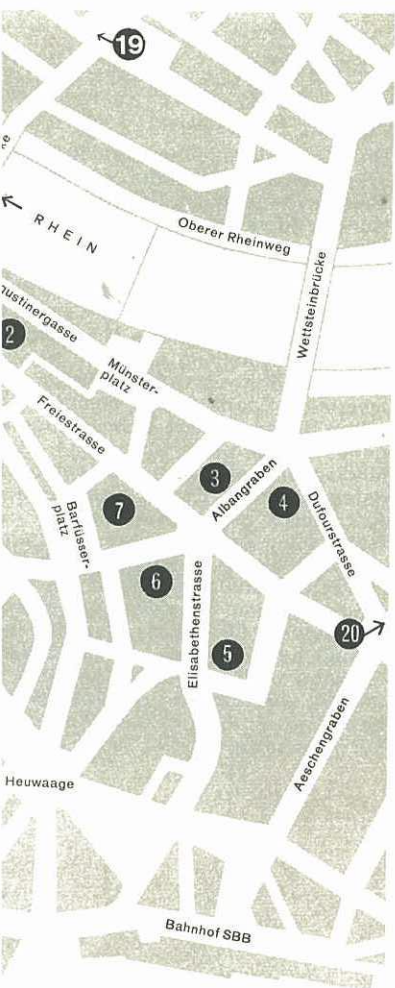 ← 19
←
RHEIN
Oberer Rheinweg
Wettsteinbrücke
2
Münster-
platz
Freiestrasse
3
Albangraben
4
Dufourstrasse
7
Barfüsser-
platz
6
Elisabethenstrasse
5
20
Aeschengraben
Heuwaage
Bahnhof SBB